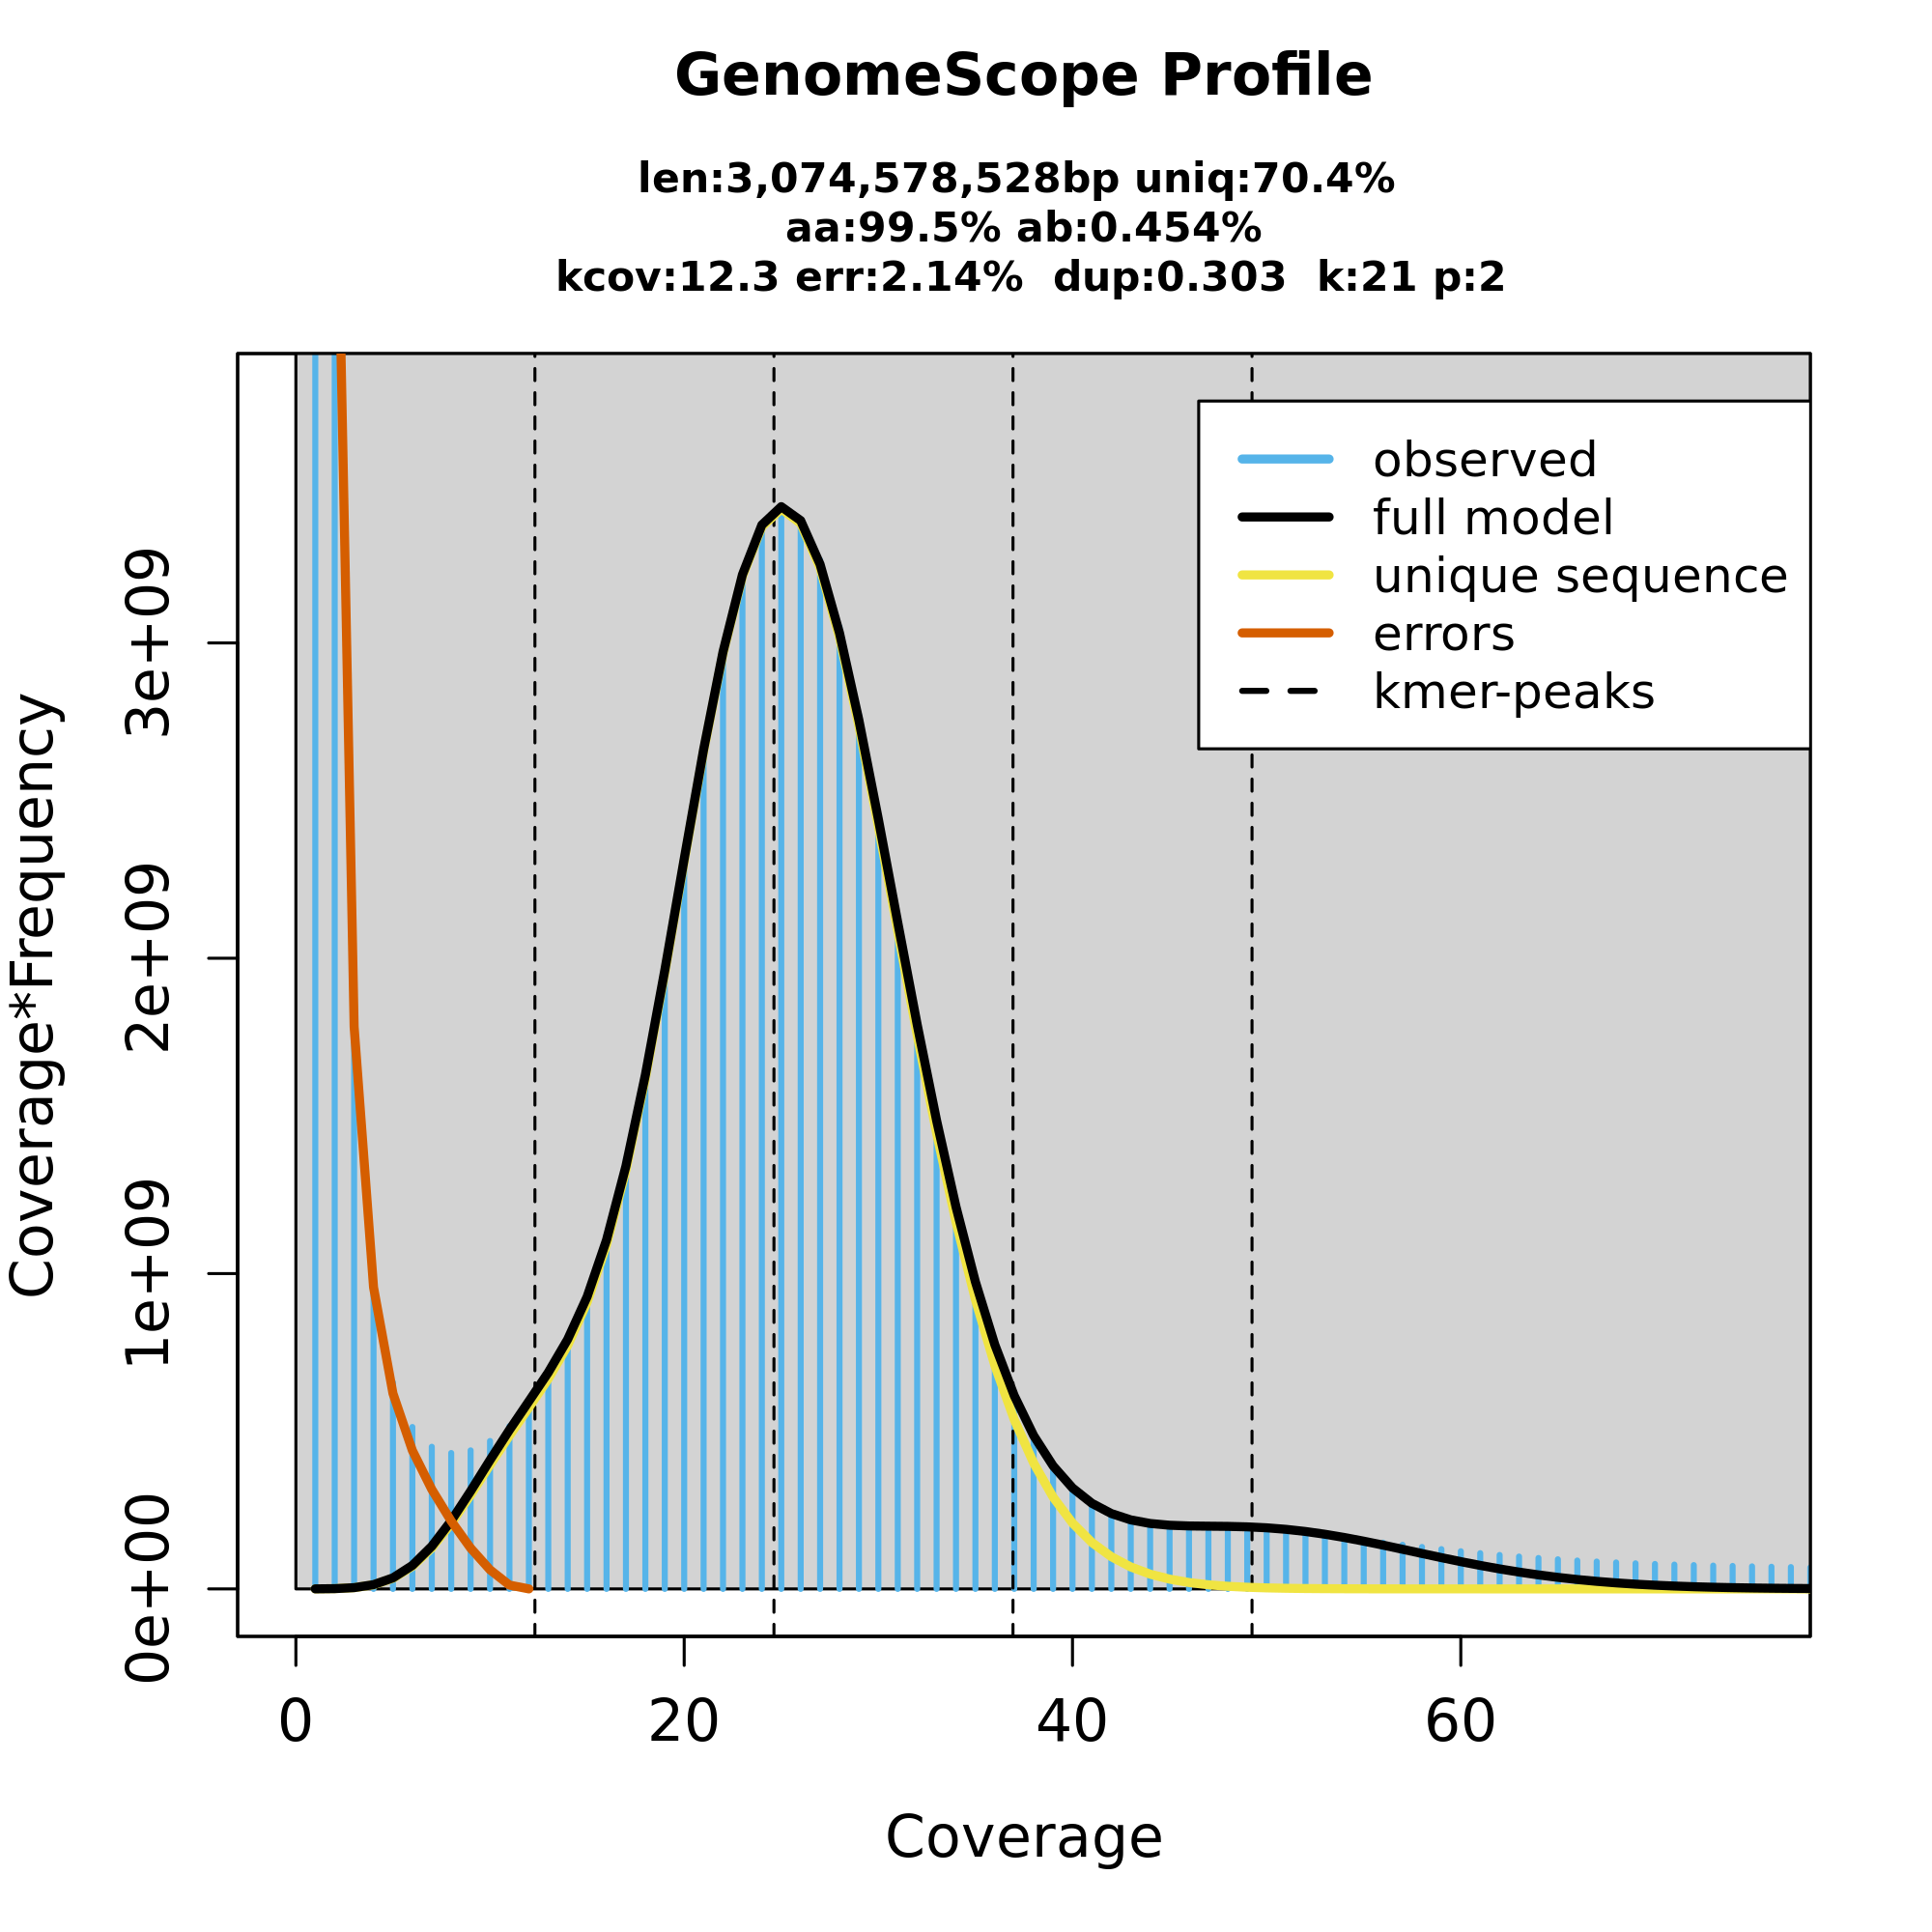 GenomeScope Profile
len:3,074,578,528bp uniq:70.4%
aa:99.5% ab:0.454%
kcov:12.3 err:2.14%  dup:0.303  k:21 p:2
observed
full model
unique sequence
errors
kmer-peaks
Coverage*Frequency
3e+09
2e+09
1e+09
0e+00
0 20 40 60
Coverage